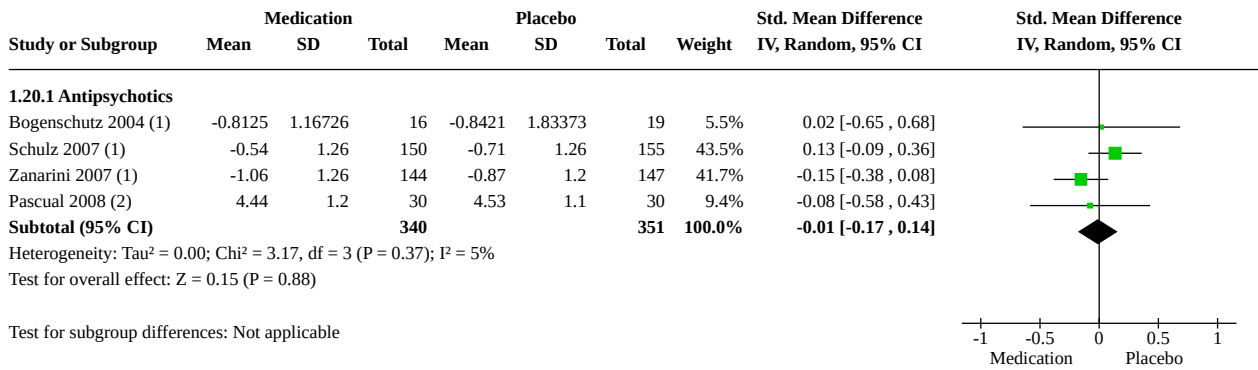 Medication Placebo Std. Mean Difference Std. Mean Difference
Study or Subgroup Mean SD Total Mean SD Total Weight IV, Random, 95% CI IV, Random, 95% CI
1.20.1 Antipsychotics
Bogenschutz 2004 (1) -0.8125 1.16726 16 -0.8421 1.83373 19 5.5% 0.02 [-0.65 , 0.68]
Schulz 2007 (1) -0.54 1.26 150 -0.71 1.26 155 43.5% 0.13 [-0.09 , 0.36]
Zanarini 2007 (1) -1.06 1.26 144 -0.87 1.2 147 41.7% -0.15 [-0.38 , 0.08]
Pascual 2008 (2) 4.44 1.2 30 4.53 1.1 30 9.4% -0.08 [-0.58 , 0.43]
Subtotal (95% CI) 340 351 100.0% -0.01 [-0.17 , 0.14]
Heterogeneity: Tau² = 0.00; Chi² = 3.17, df = 3 (P = 0.37); I² = 5%
Test for overall effect: Z = 0.15 (P = 0.88)
Test for subgroup differences: Not applicable
-1 -0.5 0 0.5 1
Medication Placebo